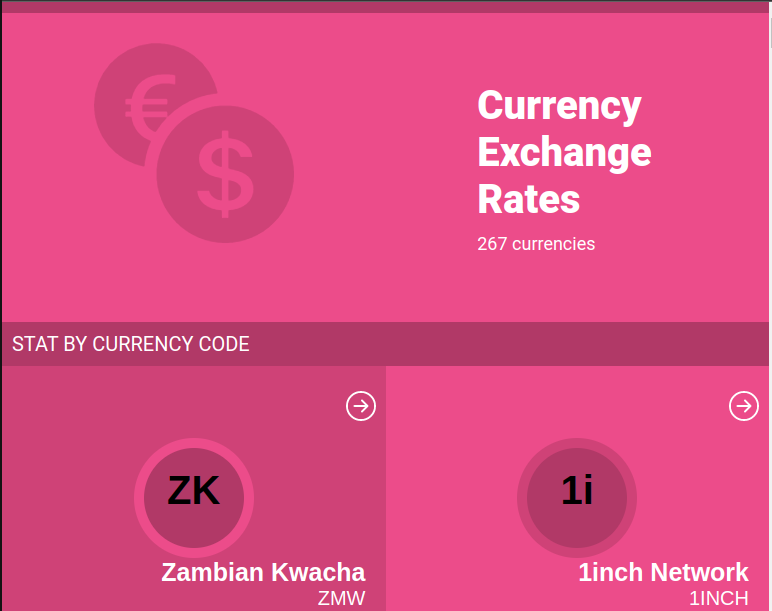 €
$
Currency
Exchange
Rates
267 currencies
STAT BY CURRENCY CODE
ZK
Zambian Kwacha
ZMW
1i
1inch Network
1INCH